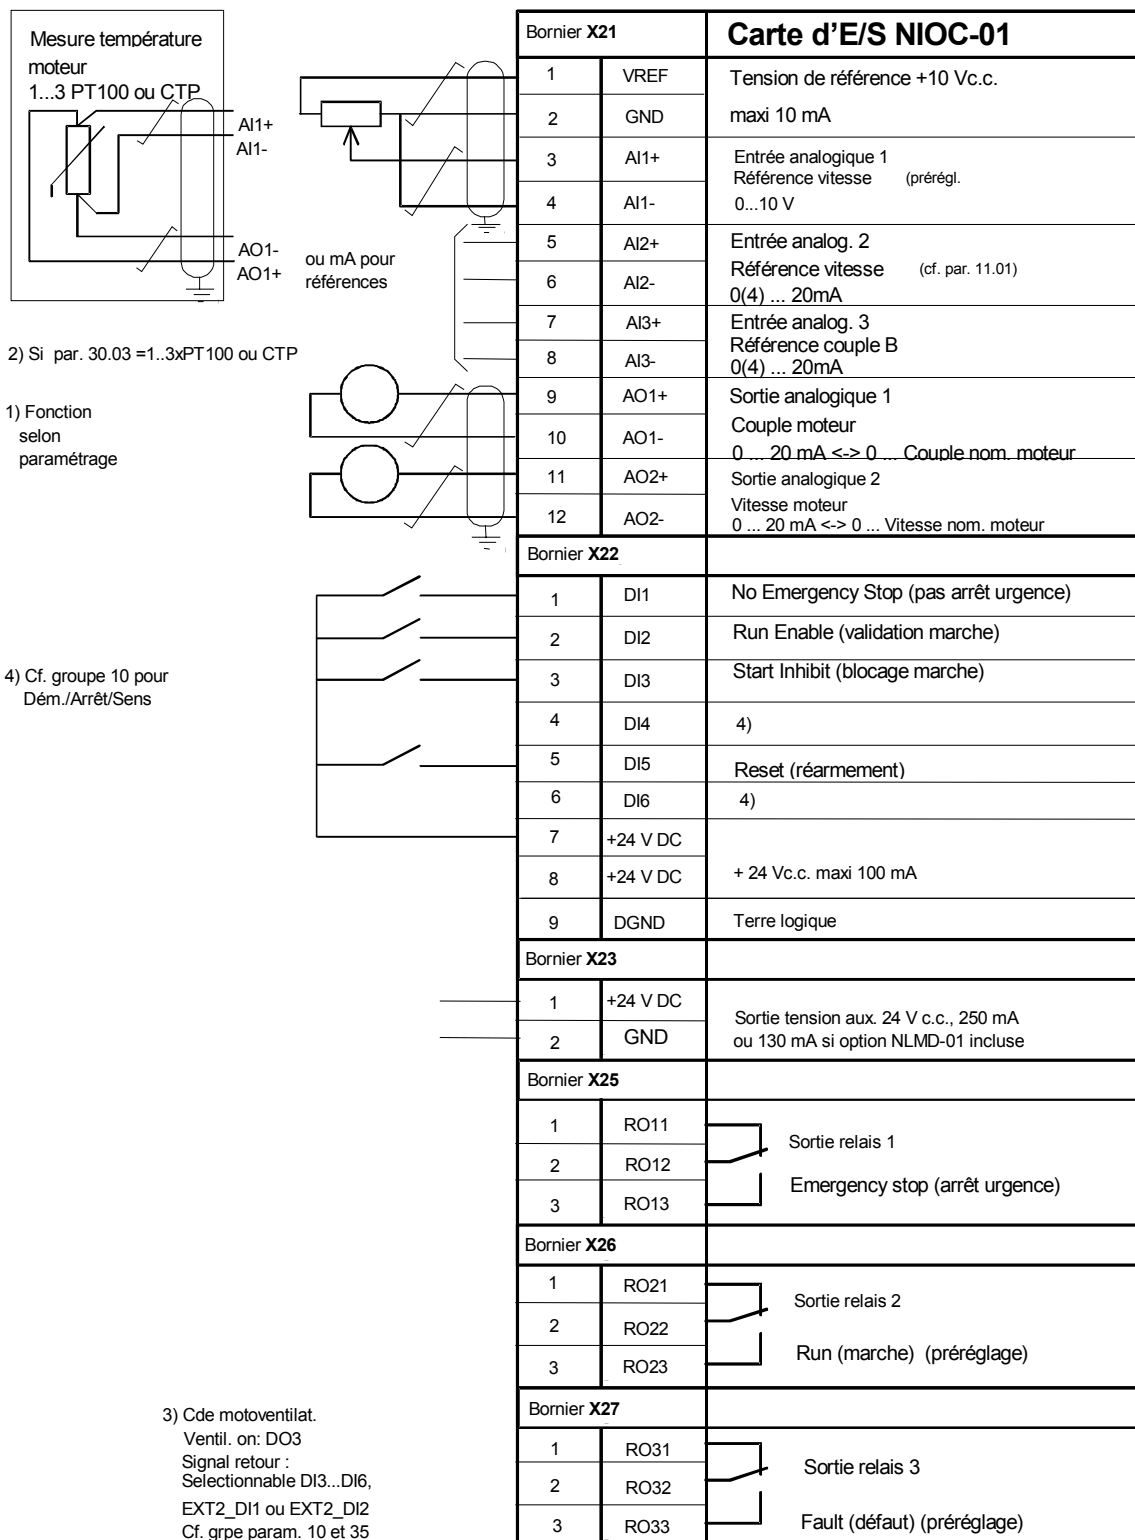 Mesure température
moteur
1...3 PT100 ou CTP
AI1+
AI1-
AO1-
AO1+
ou mA pour
références
2) Si par. 30.03 =1..3xPT100 ou CTP
1) Fonction
selon
paramétrage
4) Cf. groupe 10 pour
Dém./Arrêt/Sens
3) Cde motoventilat.
Ventil. on: DO3
Signal retour :
Selectionnable DI3...DI6,
EXT2_DI1 ou EXT2_DI2
Cf. grpe param. 10 et 35
Bornier X21 Carte d’E/S NIOC-01
1 VREF Tension de référence +10 Vc.c.
2 GND maxi 10 mA
3 AI1+ Entrée analogique 1
Référence vitesse (prérégl.
4 AI1- 0...10 V
5 AI2+ Entrée analog. 2
6 AI2- Référence vitesse (cf. par. 11.01)
0(4) ... 20mA
7 AI3+ Entrée analog. 3
Référence couple B
8 AI3- 0(4) ... 20mA
9 AO1+ Sortie analogique 1
10 AO1- Couple moteur
0 ... 20 mA <-> 0 ... Couple nom. moteur
11 AO2+ Sortie analogique 2
Vitesse moteur
12 AO2- 0 ... 20 mA <-> 0 ... Vitesse nom. moteur
Bornier X22
1 DI1 No Emergency Stop (pas arrêt urgence)
2 DI2 Run Enable (validation marche)
3 DI3 Start Inhibit (blocage marche)
4 DI4 4)
5 DI5 Reset (réarmement)
6 DI6 4)
7 +24 V DC
8 +24 V DC + 24 Vc.c. maxi 100 mA
9 DGND Terre logique
Bornier X23
1 +24 V DC Sortie tension aux. 24 V c.c., 250 mA
2 GND ou 130 mA si option NLMD-01 incluse
Bornier X25
1 RO11 Sortie relais 1
2 RO12
3 RO13 Emergency stop (arrêt urgence)
Bornier X26
1 RO21 Sortie relais 2
2 RO22
3 RO23 Run (marche) (préréglage)
Bornier X27
1 RO31 Sortie relais 3
2 RO32
3 RO33 Fault (défaut) (préréglage)